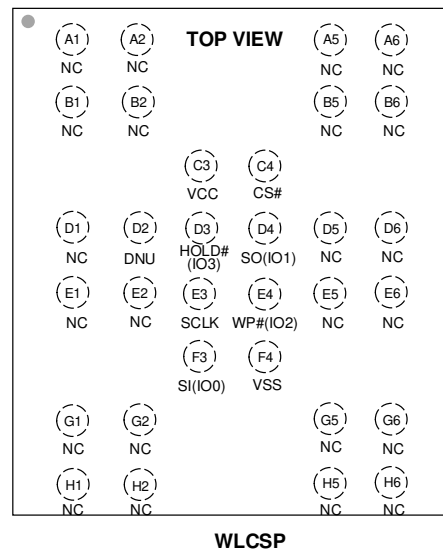 A1 A2 TOP VIEW A5 A6
NC NC NC NC
B1 B2 B5 B6
NC NC NC NC
C3 C4
VCC CS#
D1 D2 D3 D4 D5 D6
NC DNU HOLD# (IO3) SO(IO1) NC NC
E1 E2 E3 E4 E5 E6
NC NC SCLK WP#(IO2) NC NC
F3 F4
SI(IO0) VSS
G1 G2 G5 G6
NC NC NC NC
H1 H2 H5 H6
NC NC NC NC
WLCSP